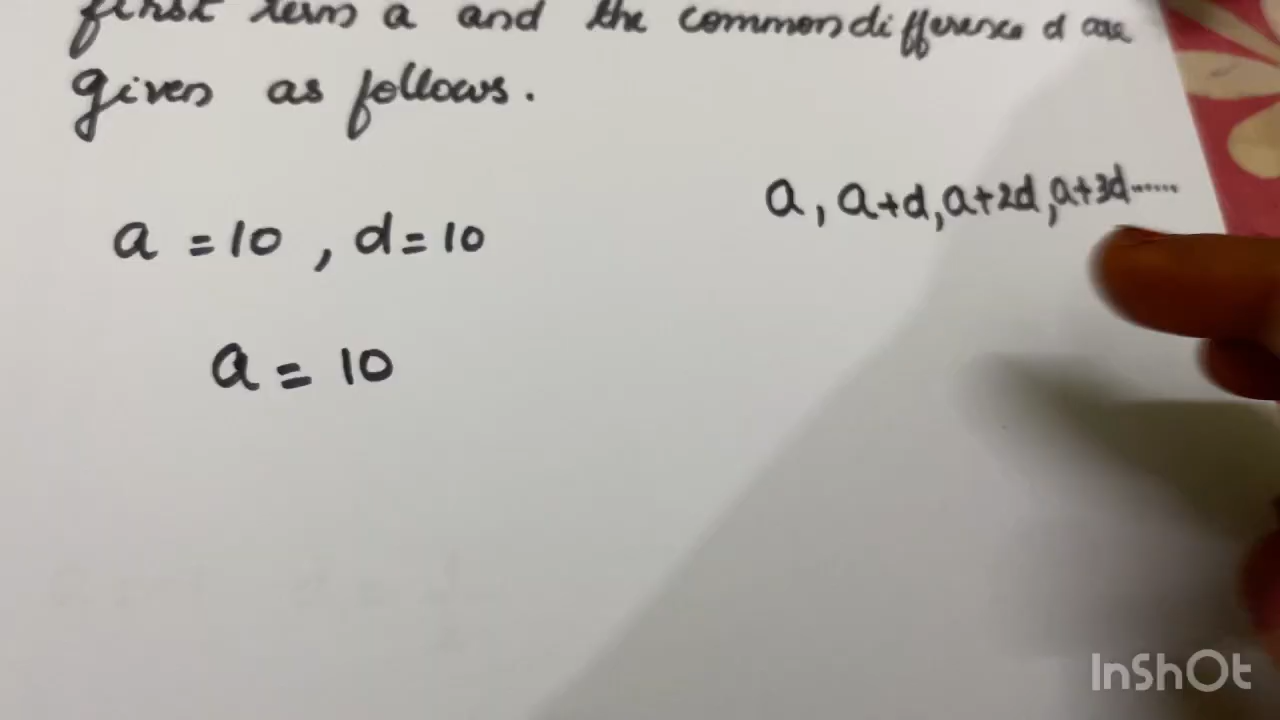 first term a and the common difference d are
given as follows.
a, a+d, a+2d, a+3d......
a = 10 , d = 10
a = 10
InShOt